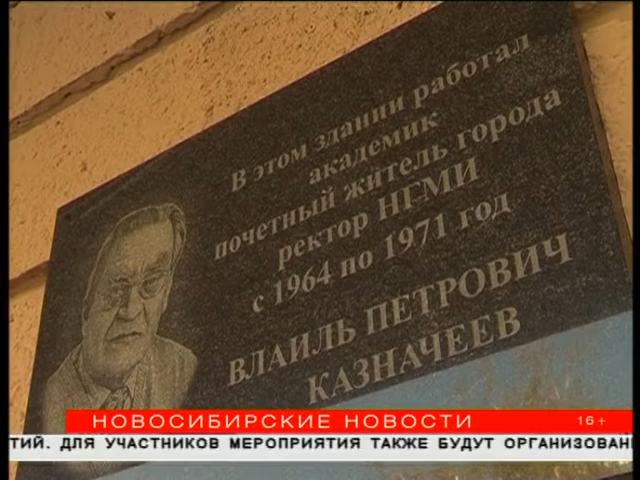 В этом здании работал
академик
почетный житель города
ректор НГМИ
с 1964 по 1971 год
ВЛАИЛЬ ПЕТРОВИЧ
КАЗНАЧЕЕВ
НОВОСИБИРСКИЕ НОВОСТИ 16+
ТИЙ. ДЛЯ УЧАСТНИКОВ МЕРОПРИЯТИЯ ТАКЖЕ БУДУТ ОРГАНИЗОВАН